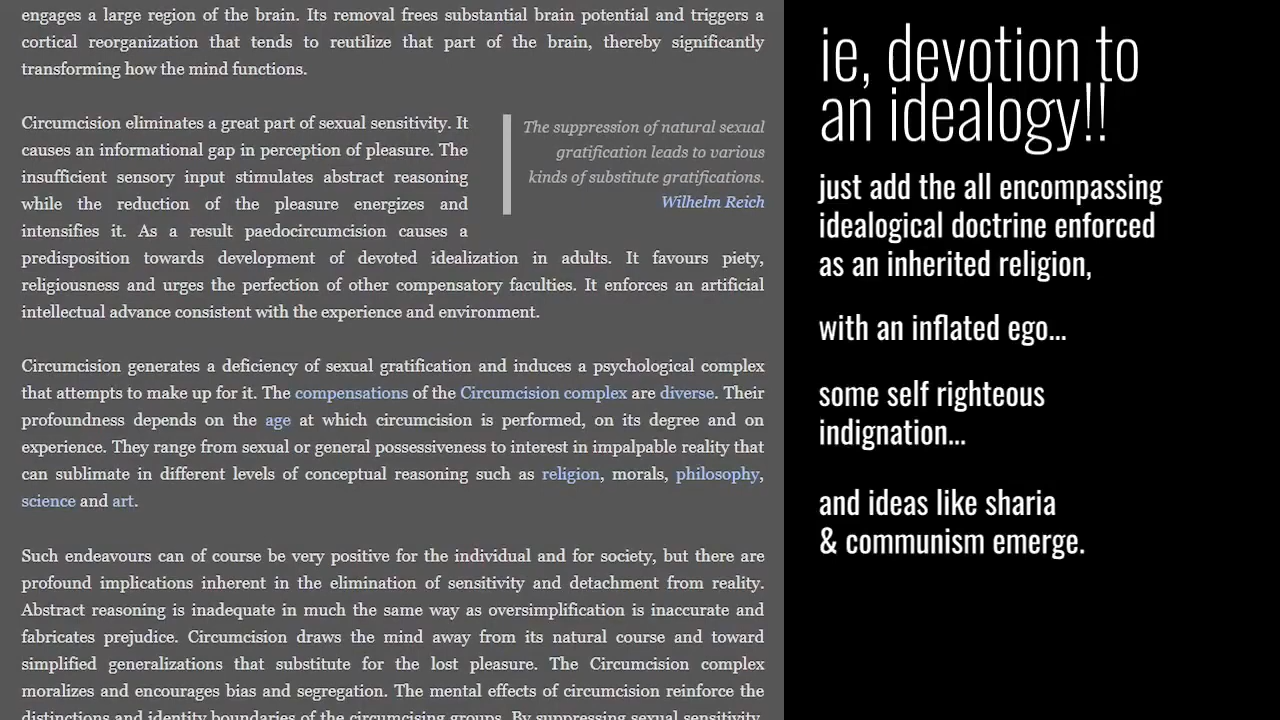 engages a large region of the brain. Its removal frees substantial brain potential and triggers a
cortical reorganization that tends to reutilize that part of the brain, thereby significantly
transforming how the mind functions.
Circumcision eliminates a great part of sexual sensitivity. It
causes an informational gap in perception of pleasure. The
insufficient sensory input stimulates abstract reasoning
while the reduction of the pleasure energizes and
intensifies it. As a result paedocircumcision causes a
predisposition towards development of devoted idealization in adults. It favours piety,
religiousness and urges the perfection of other compensatory faculties. It enforces an artificial
intellectual advance consistent with the experience and environment.
The suppression of natural sexual
gratification leads to various
kinds of substitute gratifications.
Wilhelm Reich
Circumcision generates a deficiency of sexual gratification and induces a psychological complex
that attempts to make up for it. The compensations of the Circumcision complex are diverse. Their
profoundness depends on the age at which circumcision is performed, on its degree and on
experience. They range from sexual or general possessiveness to interest in impalpable reality that
can sublimate in different levels of conceptual reasoning such as religion, morals, philosophy,
science and art.
Such endeavours can of course be very positive for the individual and for society, but there are
profound implications inherent in the elimination of sensitivity and detachment from reality.
Abstract reasoning is inadequate in much the same way as oversimplification is inaccurate and
fabricates prejudice. Circumcision draws the mind away from its natural course and toward
simplified generalizations that substitute for the lost pleasure. The Circumcision complex
moralizes and encourages bias and segregation. The mental effects of circumcision reinforce the
distinctions and identity boundaries of the circumcising groups. By suppressing sexual sensitivity,
ie, devotion to
an idealogy!!
just add the all encompassing
idealogical doctrine enforced
as an inherited religion,
with an inflated ego...
some self righteous
indignation...
and ideas like sharia
& communism emerge.